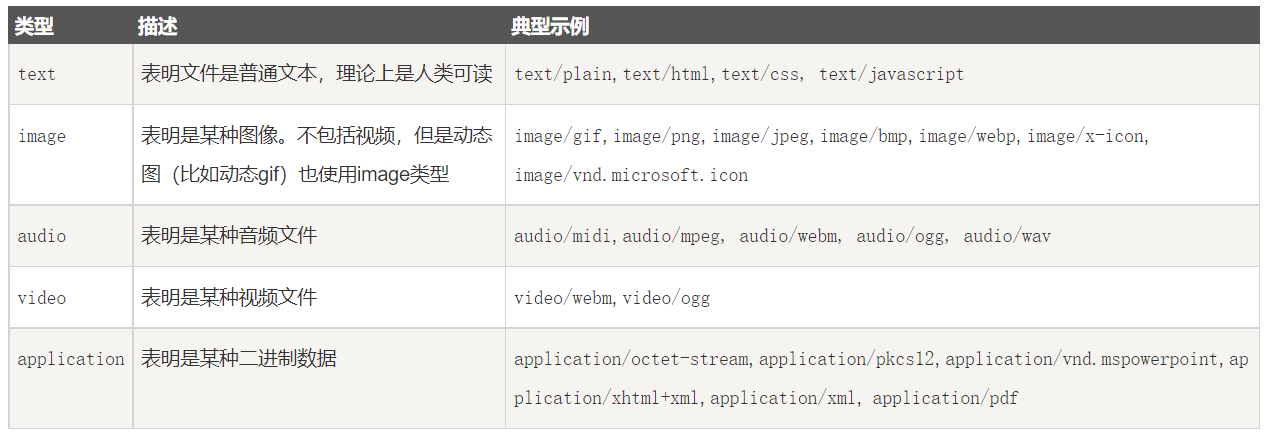 类型 描述 典型示例
text 表明文件是普通文本，理论上是人类可读 text/plain,text/html,text/css, text/javascript
image 表明是某种图像。不包括视频，但是动态 image/gif,image/png,image/jpeg,image/bmp,image/webp,image/x-icon,
图（比如动态gif）也使用image类型 image/vnd.microsoft.icon
audio 表明是某种音频文件 audio/midi,audio/mpeg, audio/webm, audio/ogg, audio/wav
video 表明是某种视频文件 video/webm,video/ogg
application 表明是某种二进制数据 application/octet-stream,application/pkcs12,application/vnd.mspowerpoint,ap
plication/xhtml+xml,application/xml, application/pdf